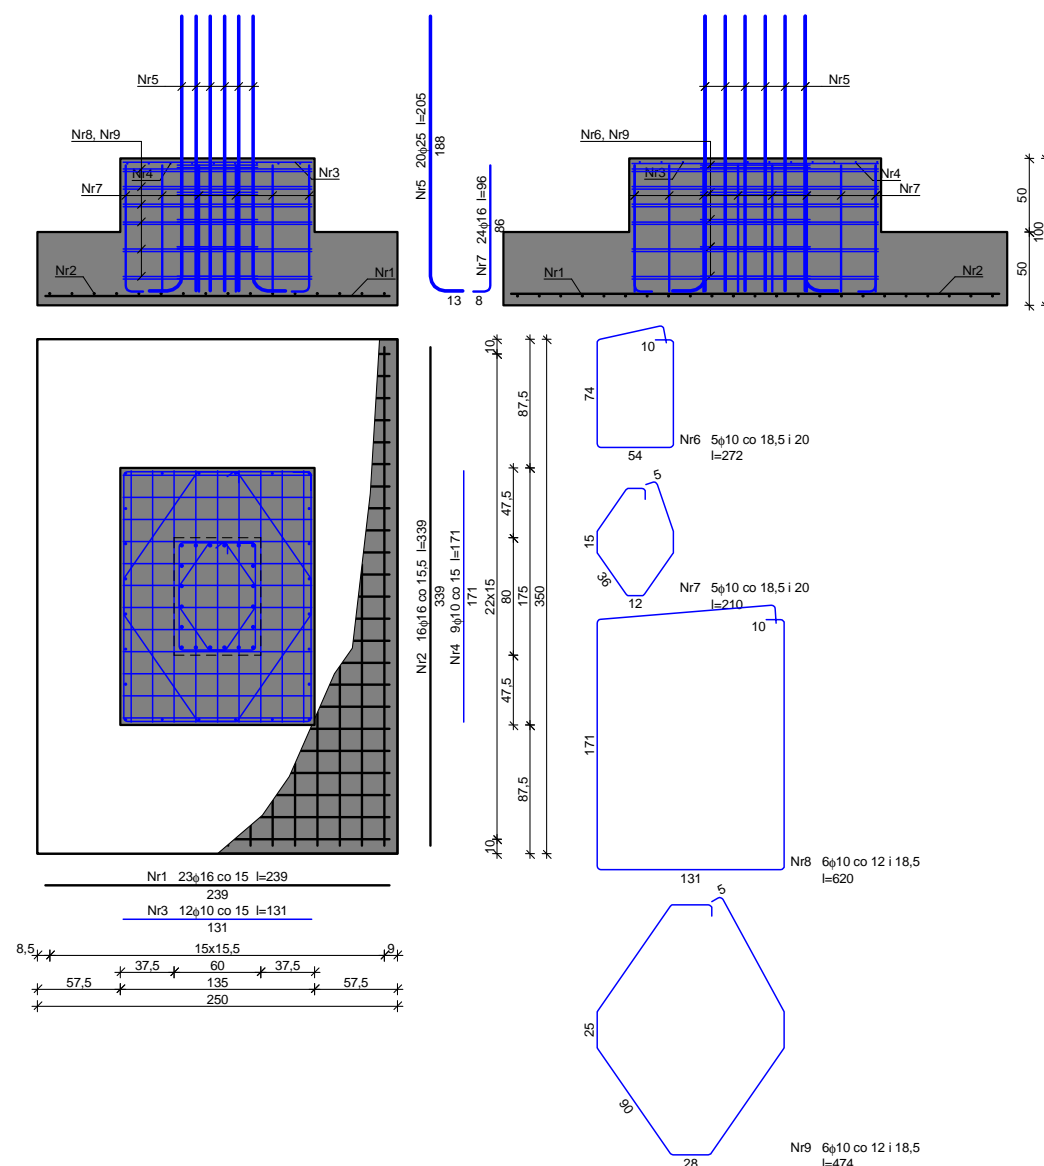 Nr5
Nr8, Nr9
Nr4
Nr3
Nr7
Nr2
Nr1
Nr5 20ϕ25 l=205
188
13
Nr7 24ϕ16 l=96
86
8
Nr5
Nr6, Nr9
Nr3
Nr4
Nr7
Nr1
Nr2
50
50
100
Nr2 16ϕ16 co 15,5 l=339
339
Nr4 9ϕ10 co 15 l=171
171
10
22x15
10
47,5
80
47,5
87,5
175
87,5
350
10
74
54
Nr6 5ϕ10 co 18,5 i 20
l=272
5
15
36
12
Nr7 5ϕ10 co 18,5 i 20
l=210
10
171
131
Nr8 6ϕ10 co 12 i 18,5
l=620
5
25
90
28
Nr9 6ϕ10 co 12 i 18,5
l=474
Nr1 23ϕ16 co 15 l=239
239
Nr3 12ϕ10 co 15 l=131
131
8,5 15x15,5 9
37,5 60 37,5
57,5 135 57,5
250